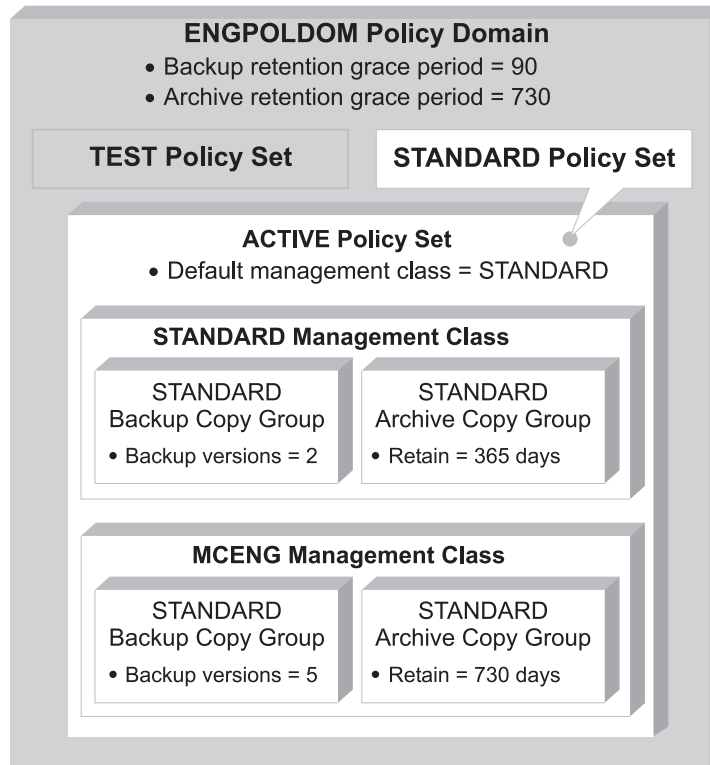 ENGPOLDOM Policy Domain
• Backup retention grace period = 90
• Archive retention grace period = 730
TEST Policy Set
STANDARD Policy Set
ACTIVE Policy Set
• Default management class = STANDARD
STANDARD Management Class
STANDARD
Backup Copy Group
• Backup versions = 2
STANDARD
Archive Copy Group
• Retain = 365 days
MCENG Management Class
STANDARD
Backup Copy Group
• Backup versions = 5
STANDARD
Archive Copy Group
• Retain = 730 days